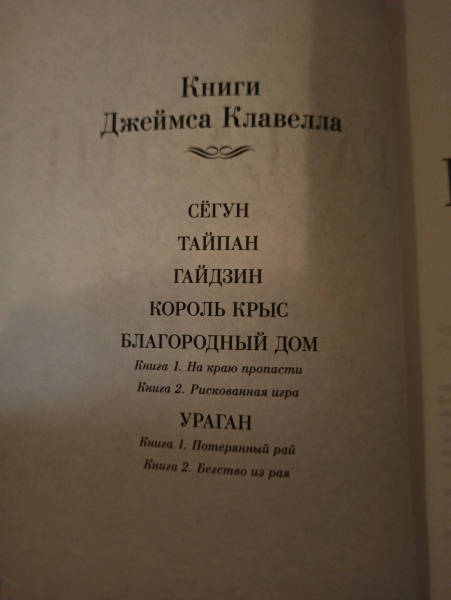 Книги
Джеймса Клавелла
СЁГУН
ТАЙПАН
ГАЙДЗИН
КОРОЛЬ КРЫС
БЛАГОРОДНЫЙ ДОМ
Книга 1. На краю пропасти
Книга 2. Рискованная игра
УРАГАН
Книга 1. Потерянный рай
Книга 2. Бегство из рая